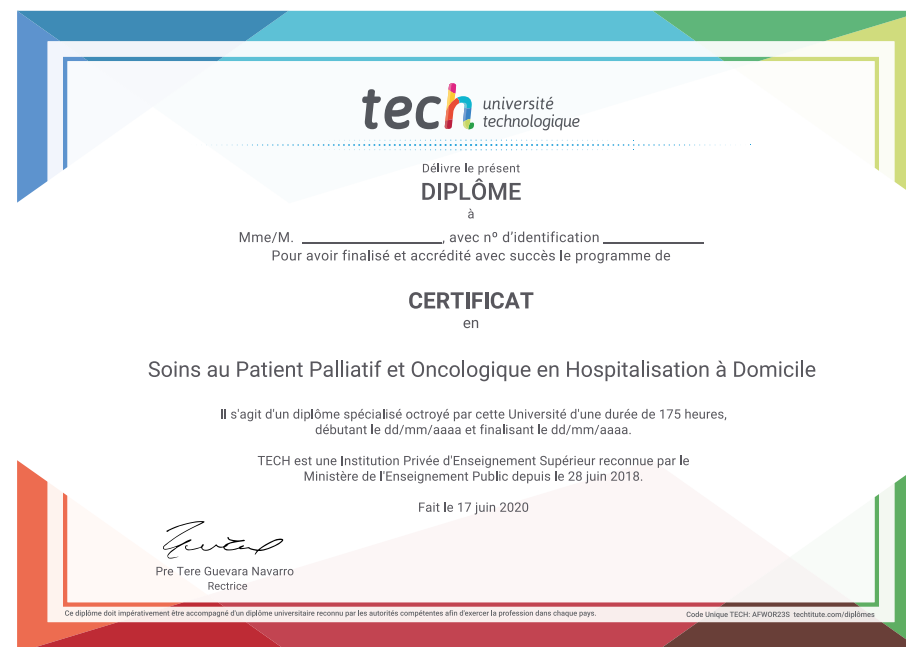 tech université
technologique
Délivre le présent
DIPLÔME
à
Mme/M. ____________________, avec nº d'identification ______________
Pour avoir finalisé et accrédité avec succès le programme de
CERTIFICAT
en
Soins au Patient Palliatif et Oncologique en Hospitalisation à Domicile
Il s'agit d'un diplôme spécialisé octroyé par cette Université d'une durée de 175 heures,
débutant le dd/mm/aaaa et finalisant le dd/mm/aaaa.
TECH est une Institution Privée d'Enseignement Supérieur reconnue par le
Ministère de l'Enseignement Public depuis le 28 juin 2018.
Fait le 17 juin 2020
Pre Tere Guevara Navarro
Rectrice
Ce diplôme doit impérativement être accompagné d'un diplôme universitaire reconnu par les autorités compétentes afin d'exercer la profession dans chaque pays.
Code Unique TECH: AFWOR23S techtitute.com/diplômes